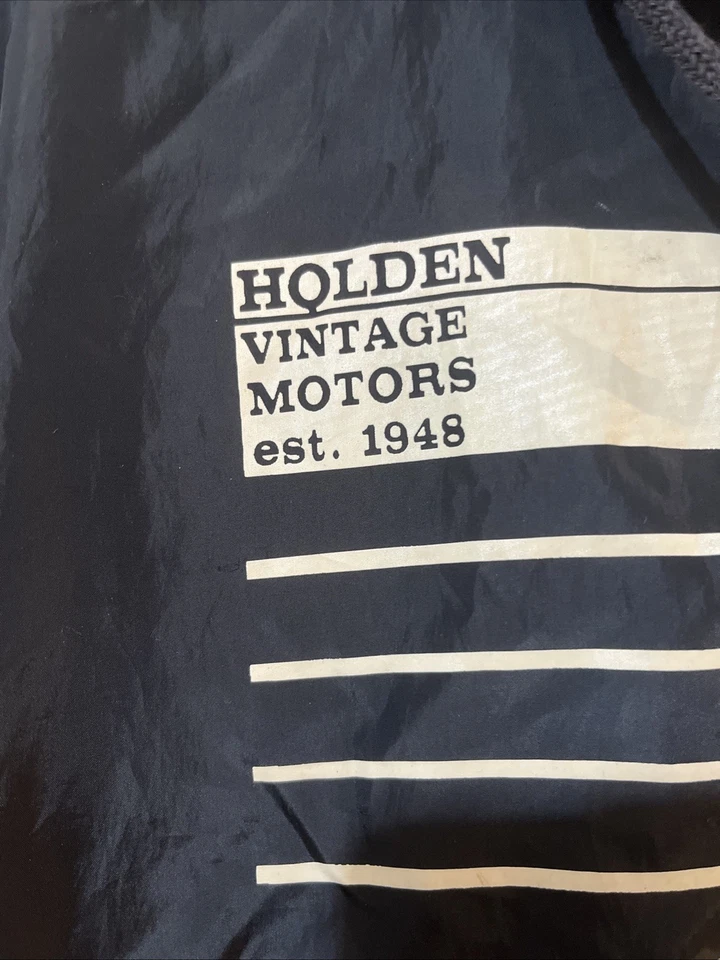 HOLDEN
VINTAGE
MOTORS
est. 1948